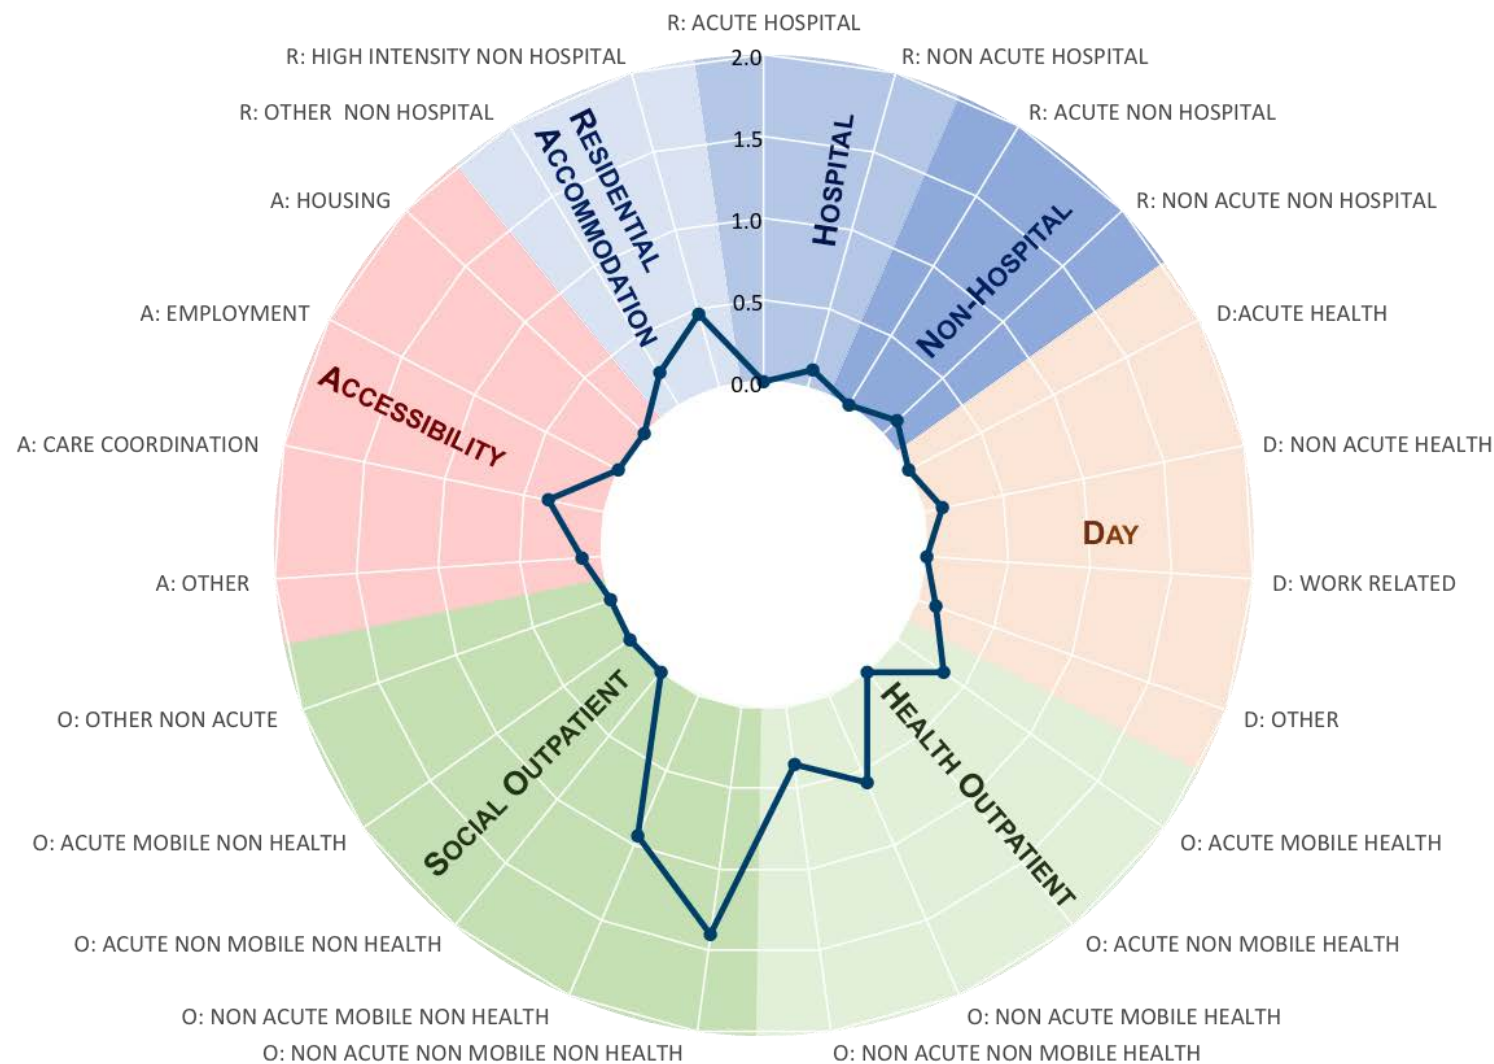 R: ACUTE HOSPITAL
R: HIGH INTENSITY NON HOSPITAL
2.0
R: NON ACUTE HOSPITAL
R: OTHER  NON HOSPITAL
R: ACUTE NON HOSPITAL
RESIDENTIAL
ACCOMMODATION
1.5
HOSPITAL
A: HOUSING
R: NON ACUTE NON HOSPITAL
1.0
NON-HOSPITAL
A: EMPLOYMENT
0.5
D:ACUTE HEALTH
ACCESSIBILITY
0.0
A: CARE COORDINATION
D: NON ACUTE HEALTH
DAY
A: OTHER
D: WORK RELATED
O: OTHER NON ACUTE
D: OTHER
SOCIAL OUTPATIENT
HEALTH OUTPATIENT
O: ACUTE MOBILE NON HEALTH
O: ACUTE MOBILE HEALTH
O: ACUTE NON MOBILE NON HEALTH
O: ACUTE NON MOBILE HEALTH
O: NON ACUTE MOBILE NON HEALTH
O: NON ACUTE MOBILE HEALTH
O: NON ACUTE NON MOBILE NON HEALTH
O: NON ACUTE NON MOBILE HEALTH